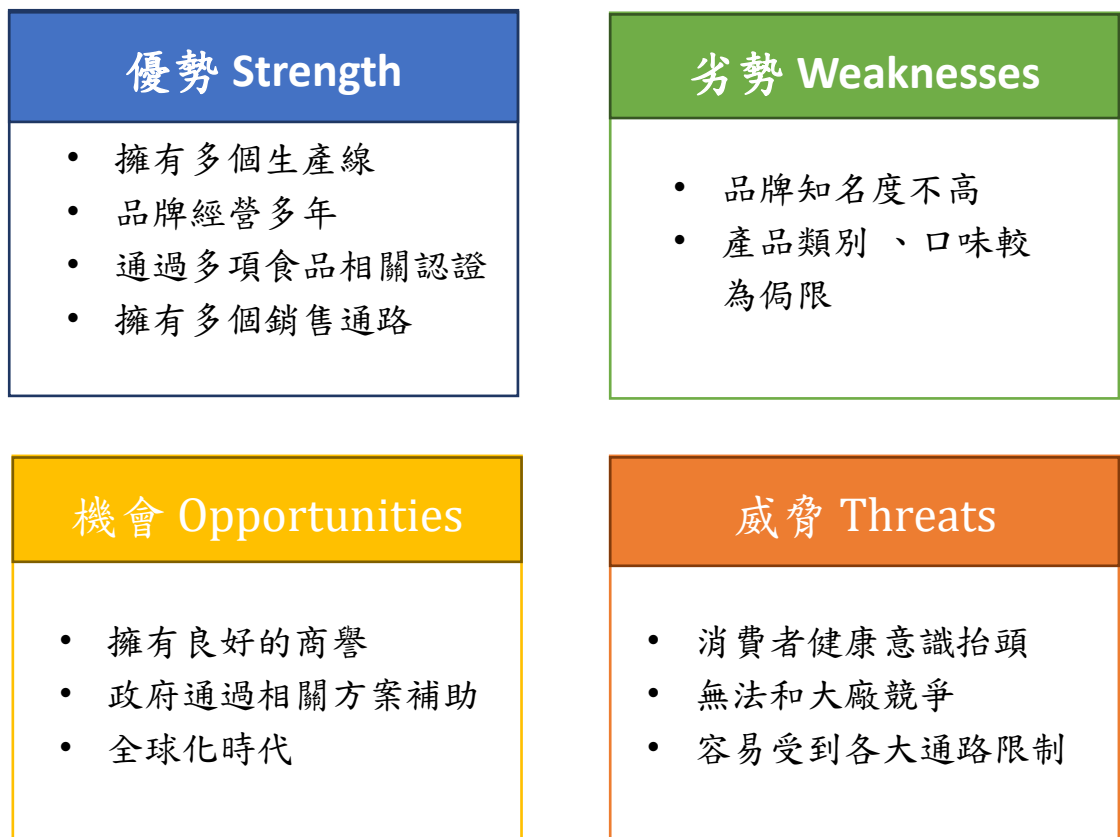 優勢 Strength
• 擁有多個生產線
• 品牌經營多年
• 通過多項食品相關認證
• 擁有多個銷售通路
劣勢 Weaknesses
• 品牌知名度不高
• 產品類別 、口味較
為侷限
機會 Opportunities
• 擁有良好的商譽
• 政府通過相關方案補助
• 全球化時代
威脅 Threats
• 消費者健康意識抬頭
• 無法和大廠競爭
• 容易受到各大通路限制